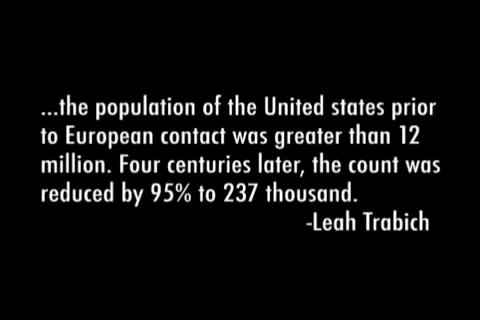 ...the population of the United states prior
to European contact was greater than 12
million. Four centuries later, the count was
reduced by 95% to 237 thousand.
-Leah Trabich